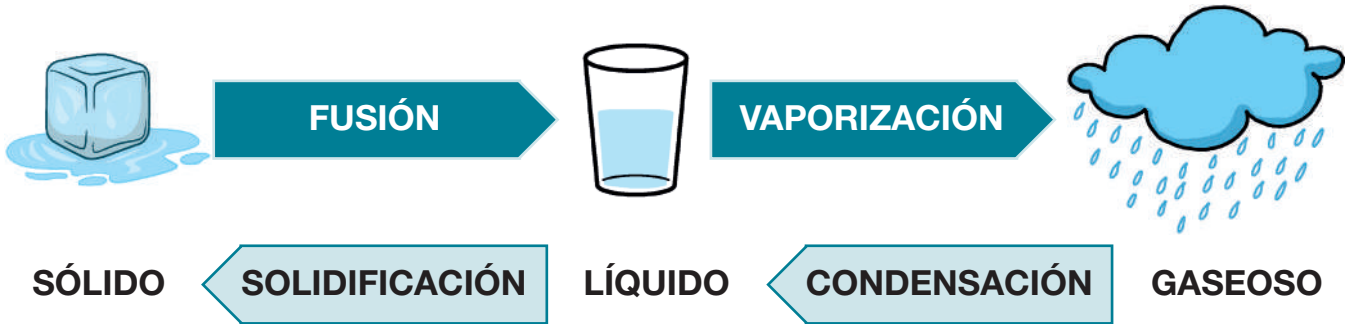 FUSIÓN
VAPORIZACIÓN
SÓLIDO
SOLIDIFICACIÓN
LÍQUIDO
CONDENSACIÓN
GASEOSO